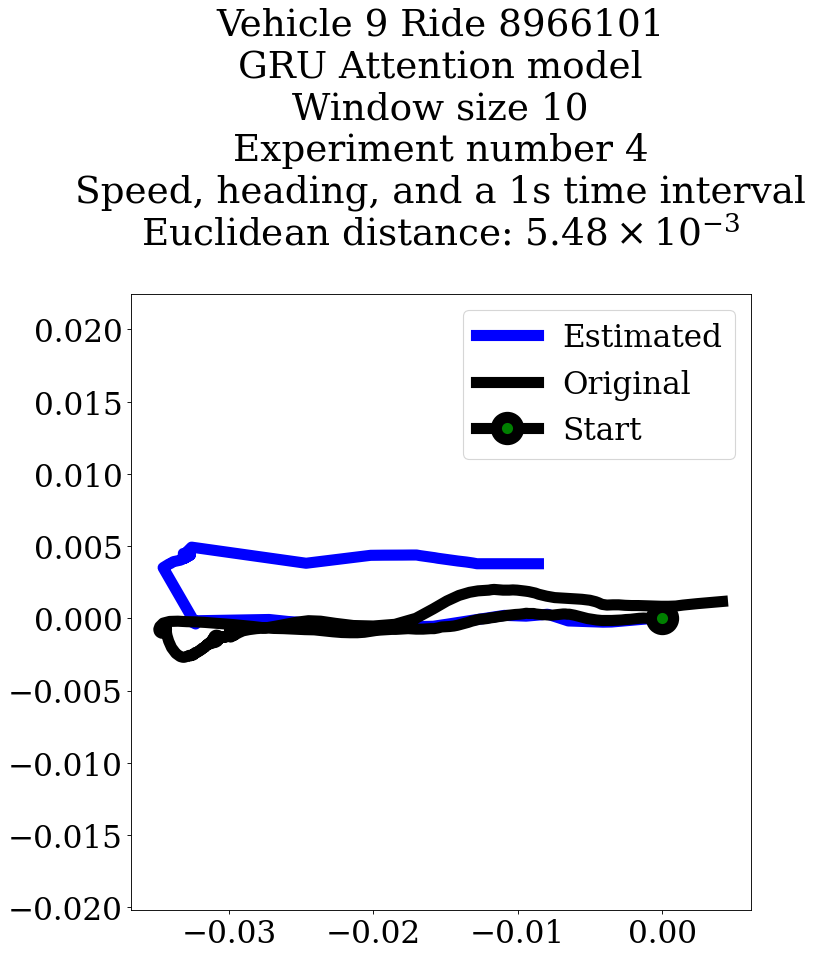 Vehicle 9 Ride 8966101
GRU Attention model
Window size 10
Experiment number 4
Speed, heading, and a 1s time interval
Euclidean distance: 5.48 × 10⁻³
Estimated
Original
Start
0.020
0.015
0.010
0.005
0.000
−0.005
−0.010
−0.015
−0.020
−0.03
−0.02
−0.01
0.00